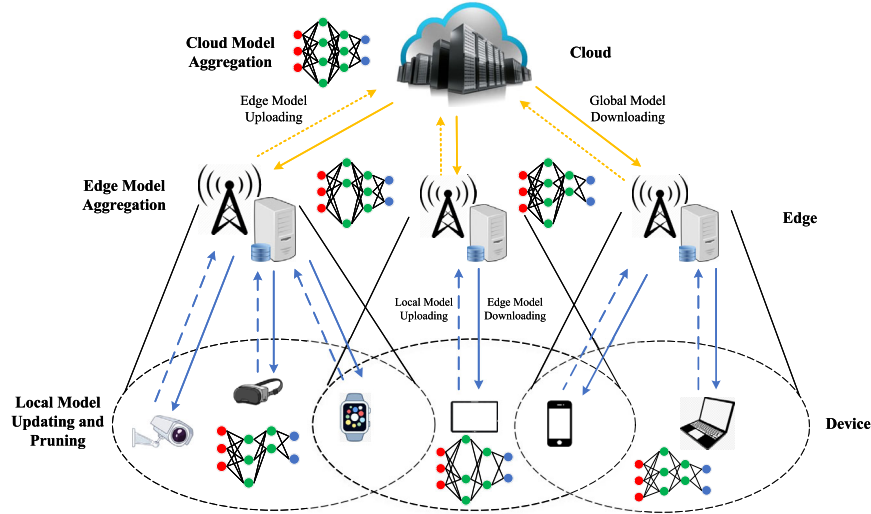 Cloud Model
Aggregation
Cloud
Edge Model
Uploading
Global Model
Downloading
Edge Model
Aggregation
Edge
Local Model
Uploading
Edge Model
Downloading
Local Model
Updating and
Pruning
Device